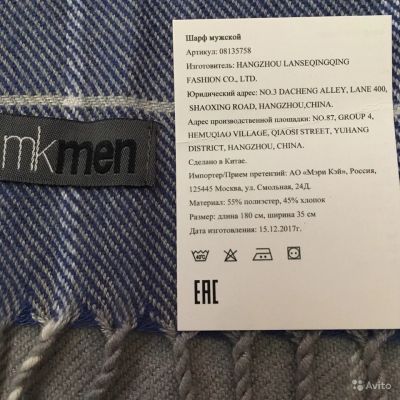 Шарф мужской
Артикул: 08135758
Изготовитель: HANGZHOU LANSEQINGQING
FASHION CO., LTD.
Юридический адрес: NO.3 DACHENG ALLEY, LANE 400,
SHAOXING ROAD, HANGZHOU,CHINA.
Адрес производственной площадки: NO.87, GROUP 4,
HEMUQIAO VILLAGE, QIAOSI STREET, YUHANG
DISTRICT, HANGZHOU, CHINA.
Сделано в Китае.
Импортер/Прием претензий: АО «Мэри Кэй», Россия,
125445 Москва, ул. Смольная, 24Д.
Материал: 55% полиэстер, 45% хлопок
Размер: длина 180 см, ширина 35 см
Дата изготовления: 15.12.2017г.
40°C
EAC
mkmen
Avito